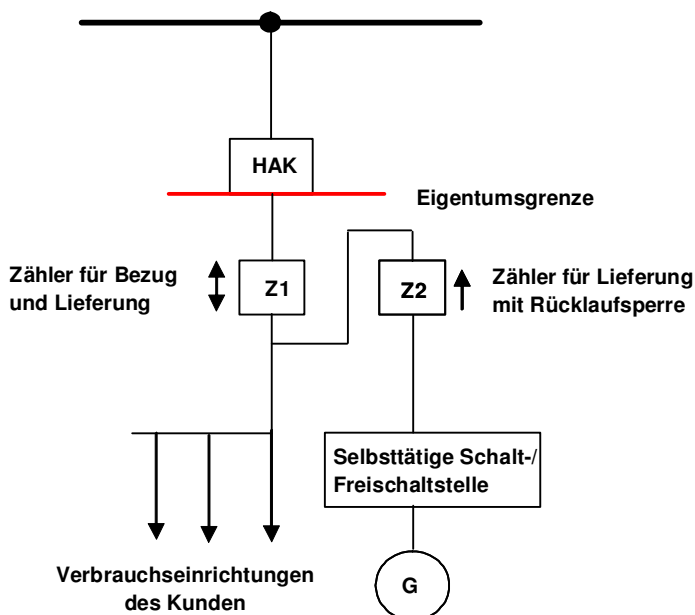 HAK
Eigentumsgrenze
Zähler für Bezug
und Lieferung
Z1
Z2
Zähler für Lieferung
mit Rücklaufsperre
Selbsttätige Schalt-/
Freischaltstelle
Verbrauchseinrichtungen
des Kunden
G